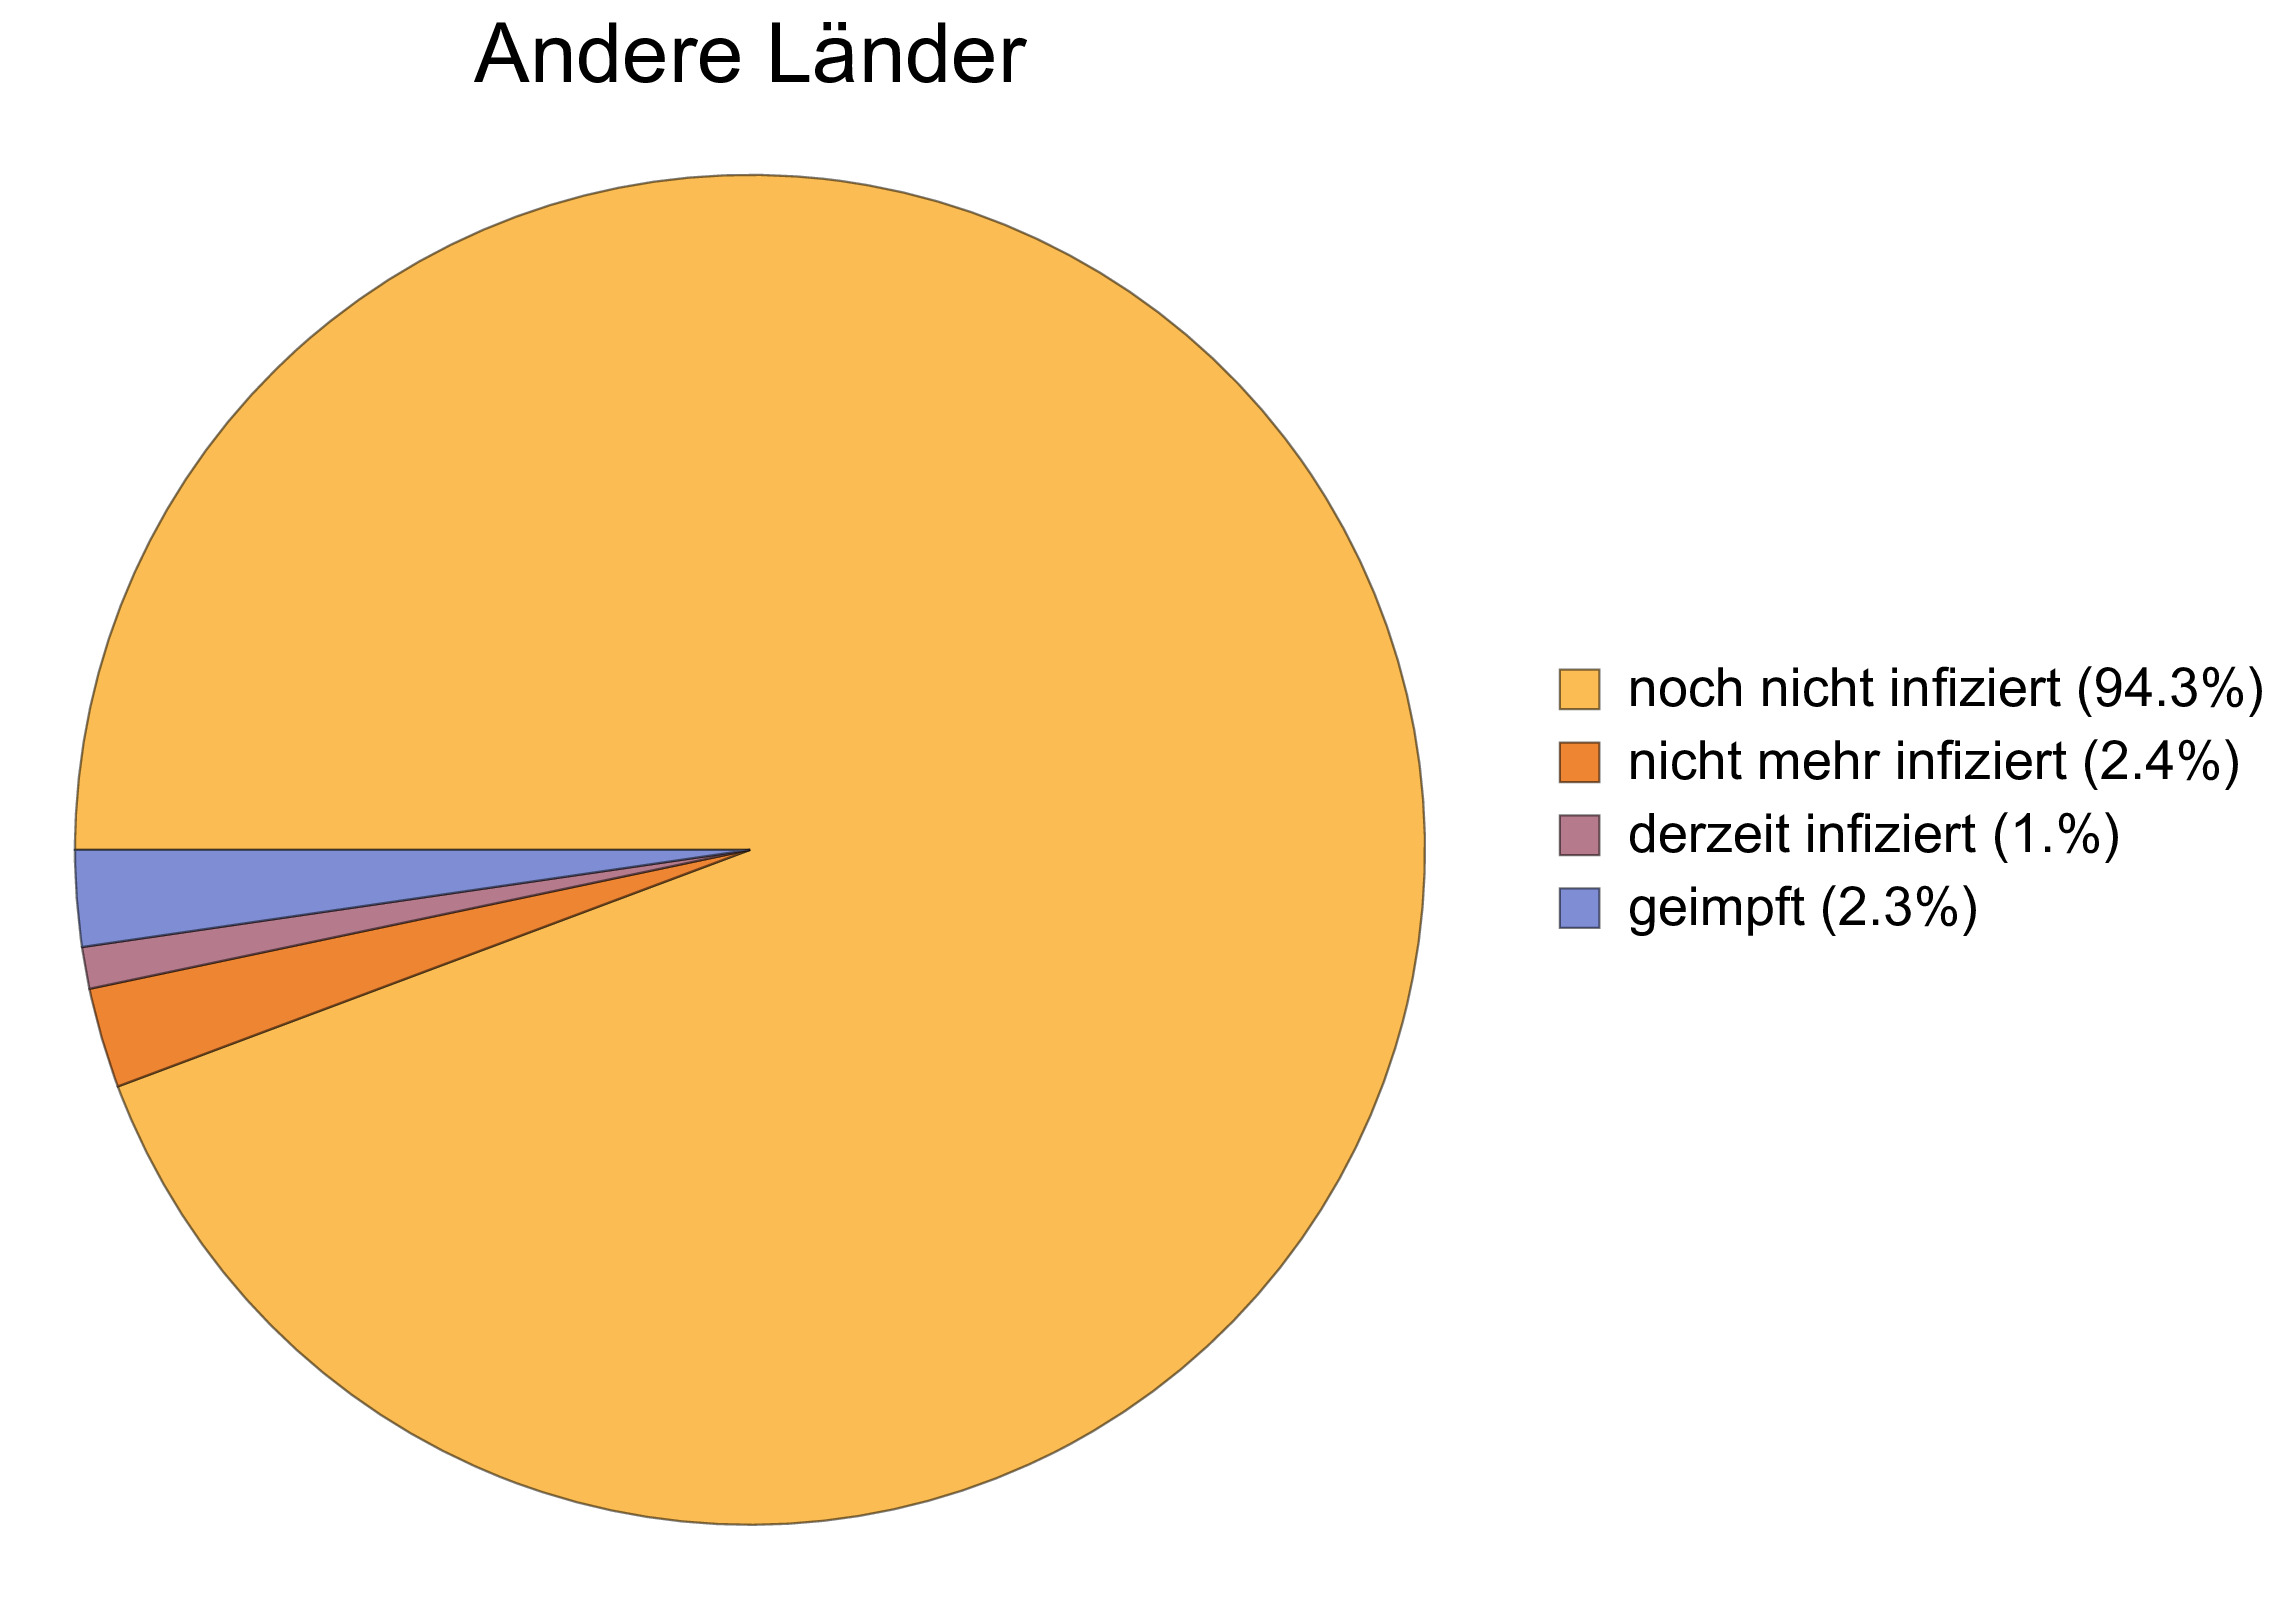 Andere Länder
noch nicht infiziert (94.3%)
nicht mehr infiziert (2.4%)
derzeit infiziert (1.%)
geimpft (2.3%)